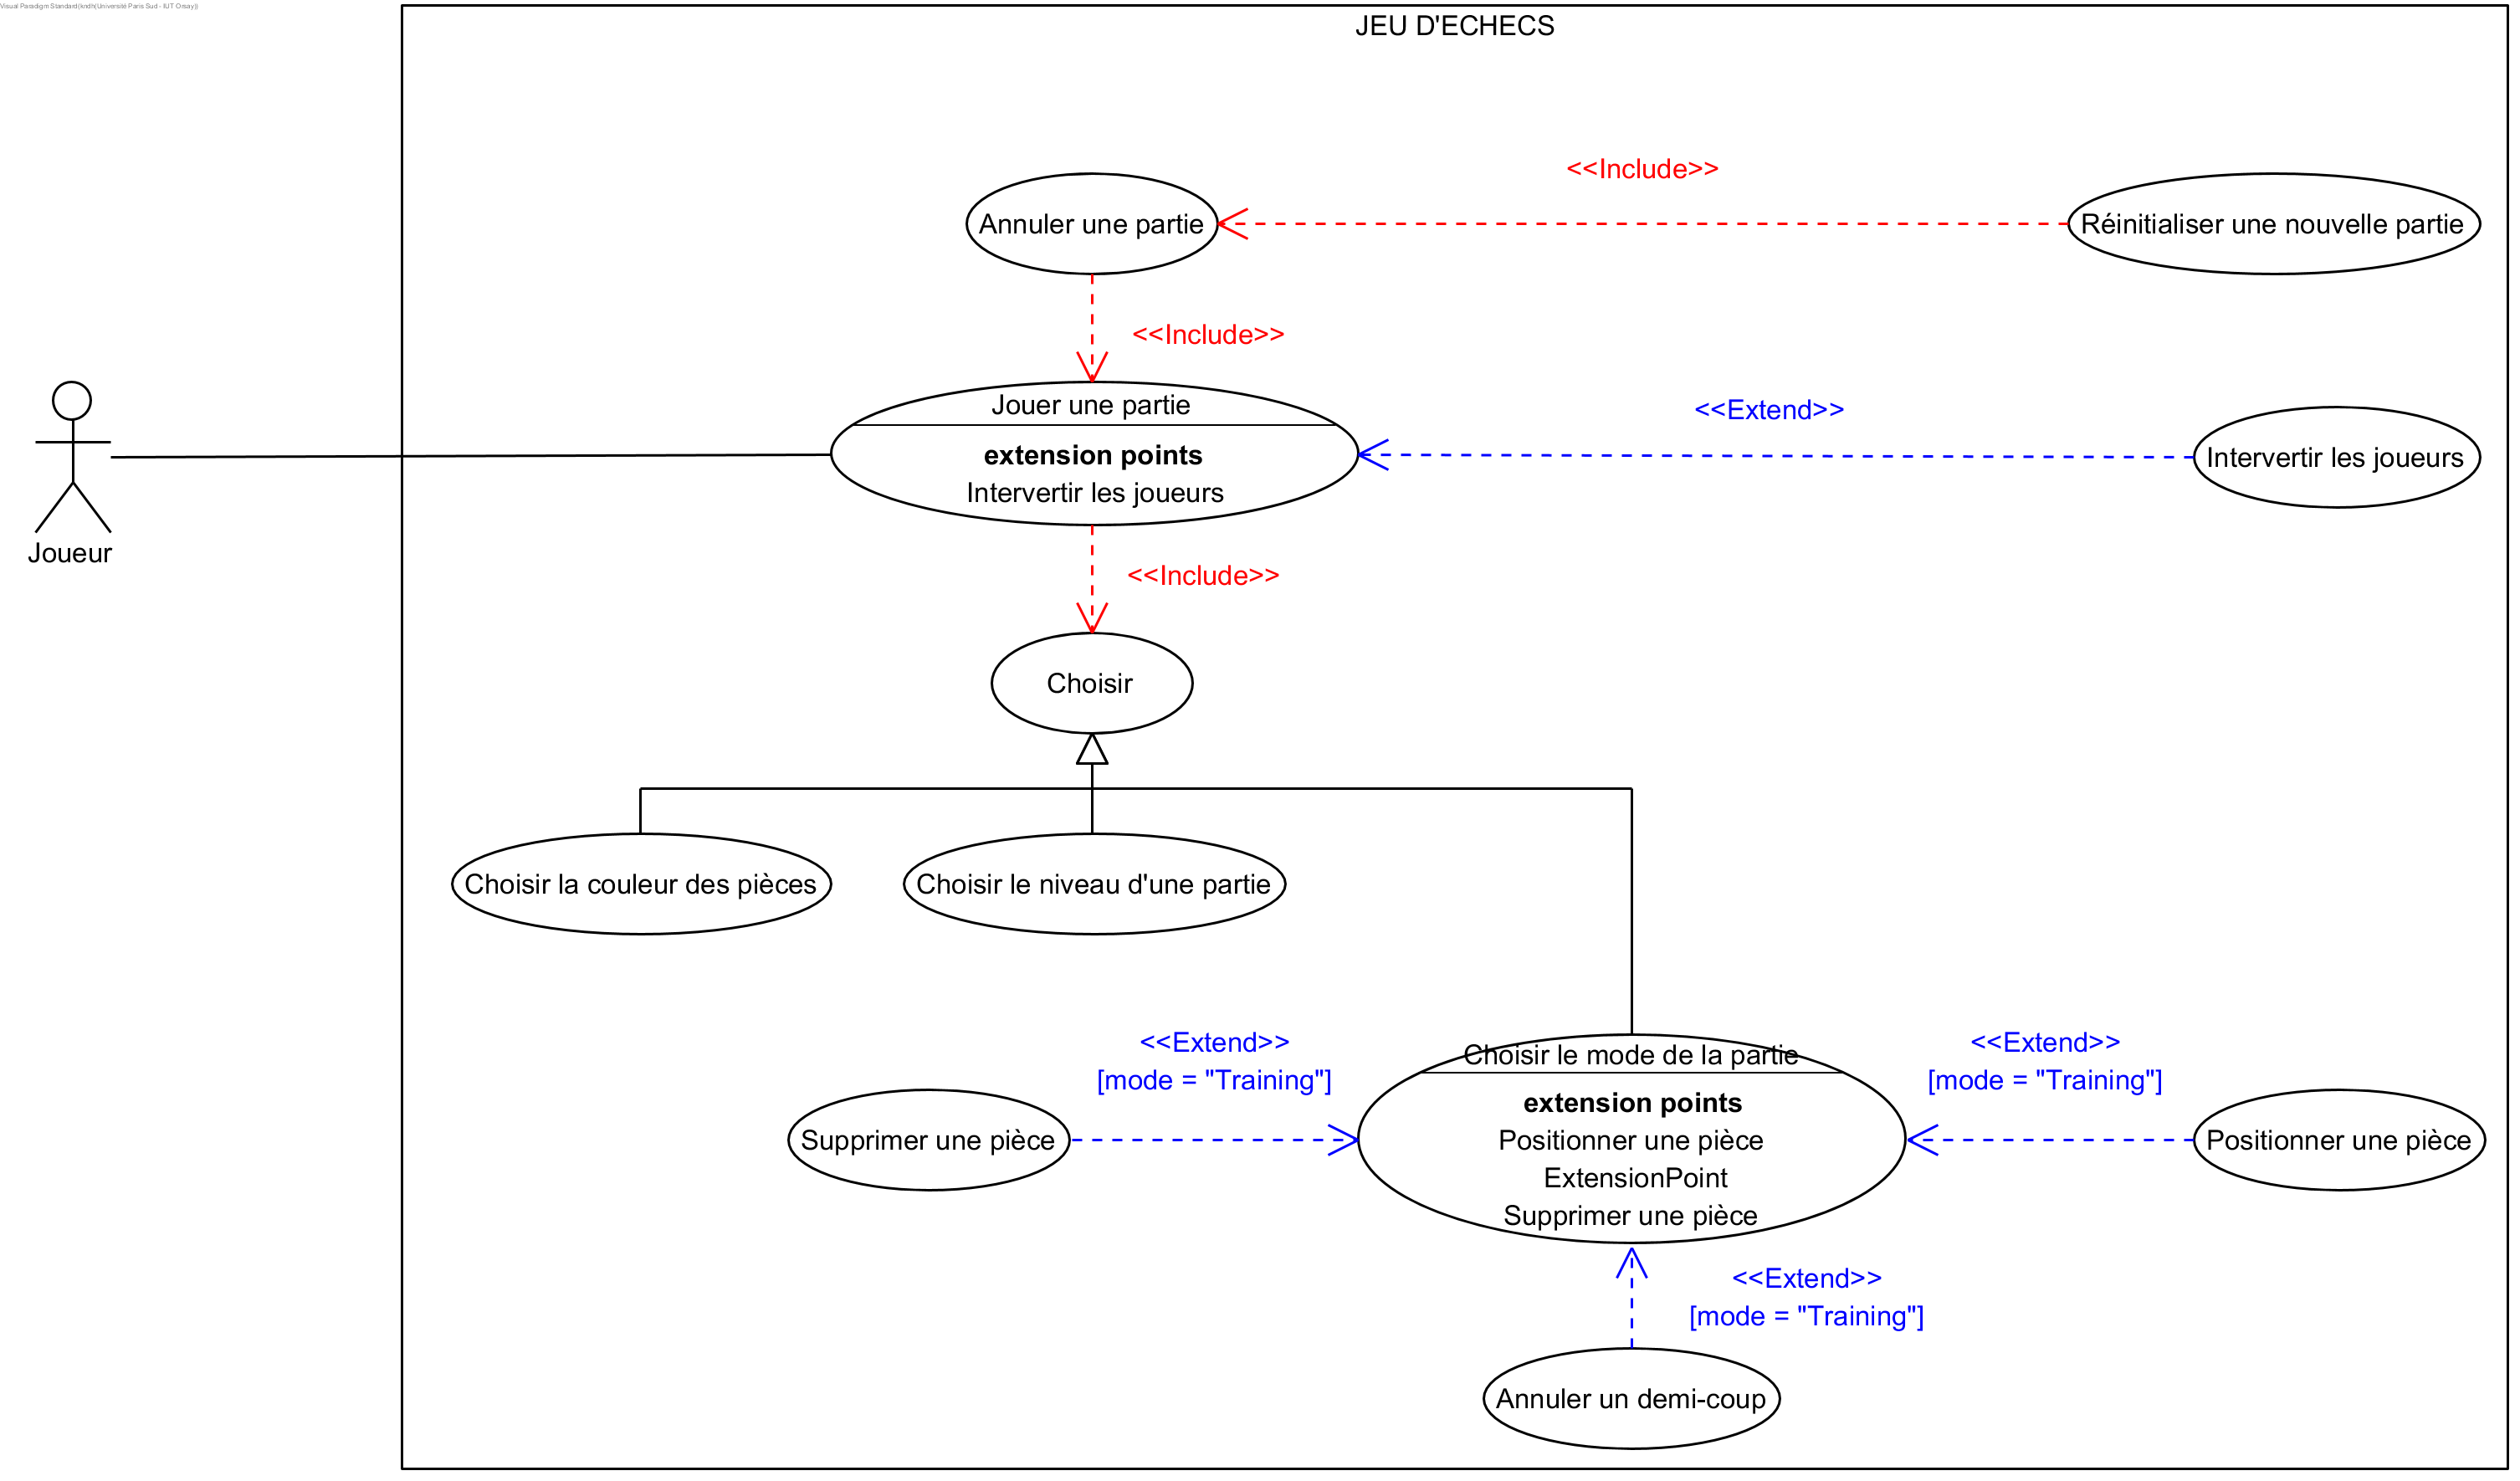 Visual Paradigm Standard(kndh(Université Paris Sud - IUT Orsay))
JEU D'ECHECS
<<Include>>
Annuler une partie
Réinitialiser une nouvelle partie
<<Include>>
Jouer une partie
<<Extend>>
extension points
Intervertir les joueurs
Intervertir les joueurs
Joueur
<<Include>>
Choisir
Choisir la couleur des pièces
Choisir le niveau d'une partie
<<Extend>>
[mode = "Training"]
Choisir le mode de la partie
<<Extend>>
[mode = "Training"]
extension points
Supprimer une pièce
Positionner une pièce
Positionner une pièce
ExtensionPoint
Supprimer une pièce
<<Extend>>
[mode = "Training"]
Annuler un demi-coup